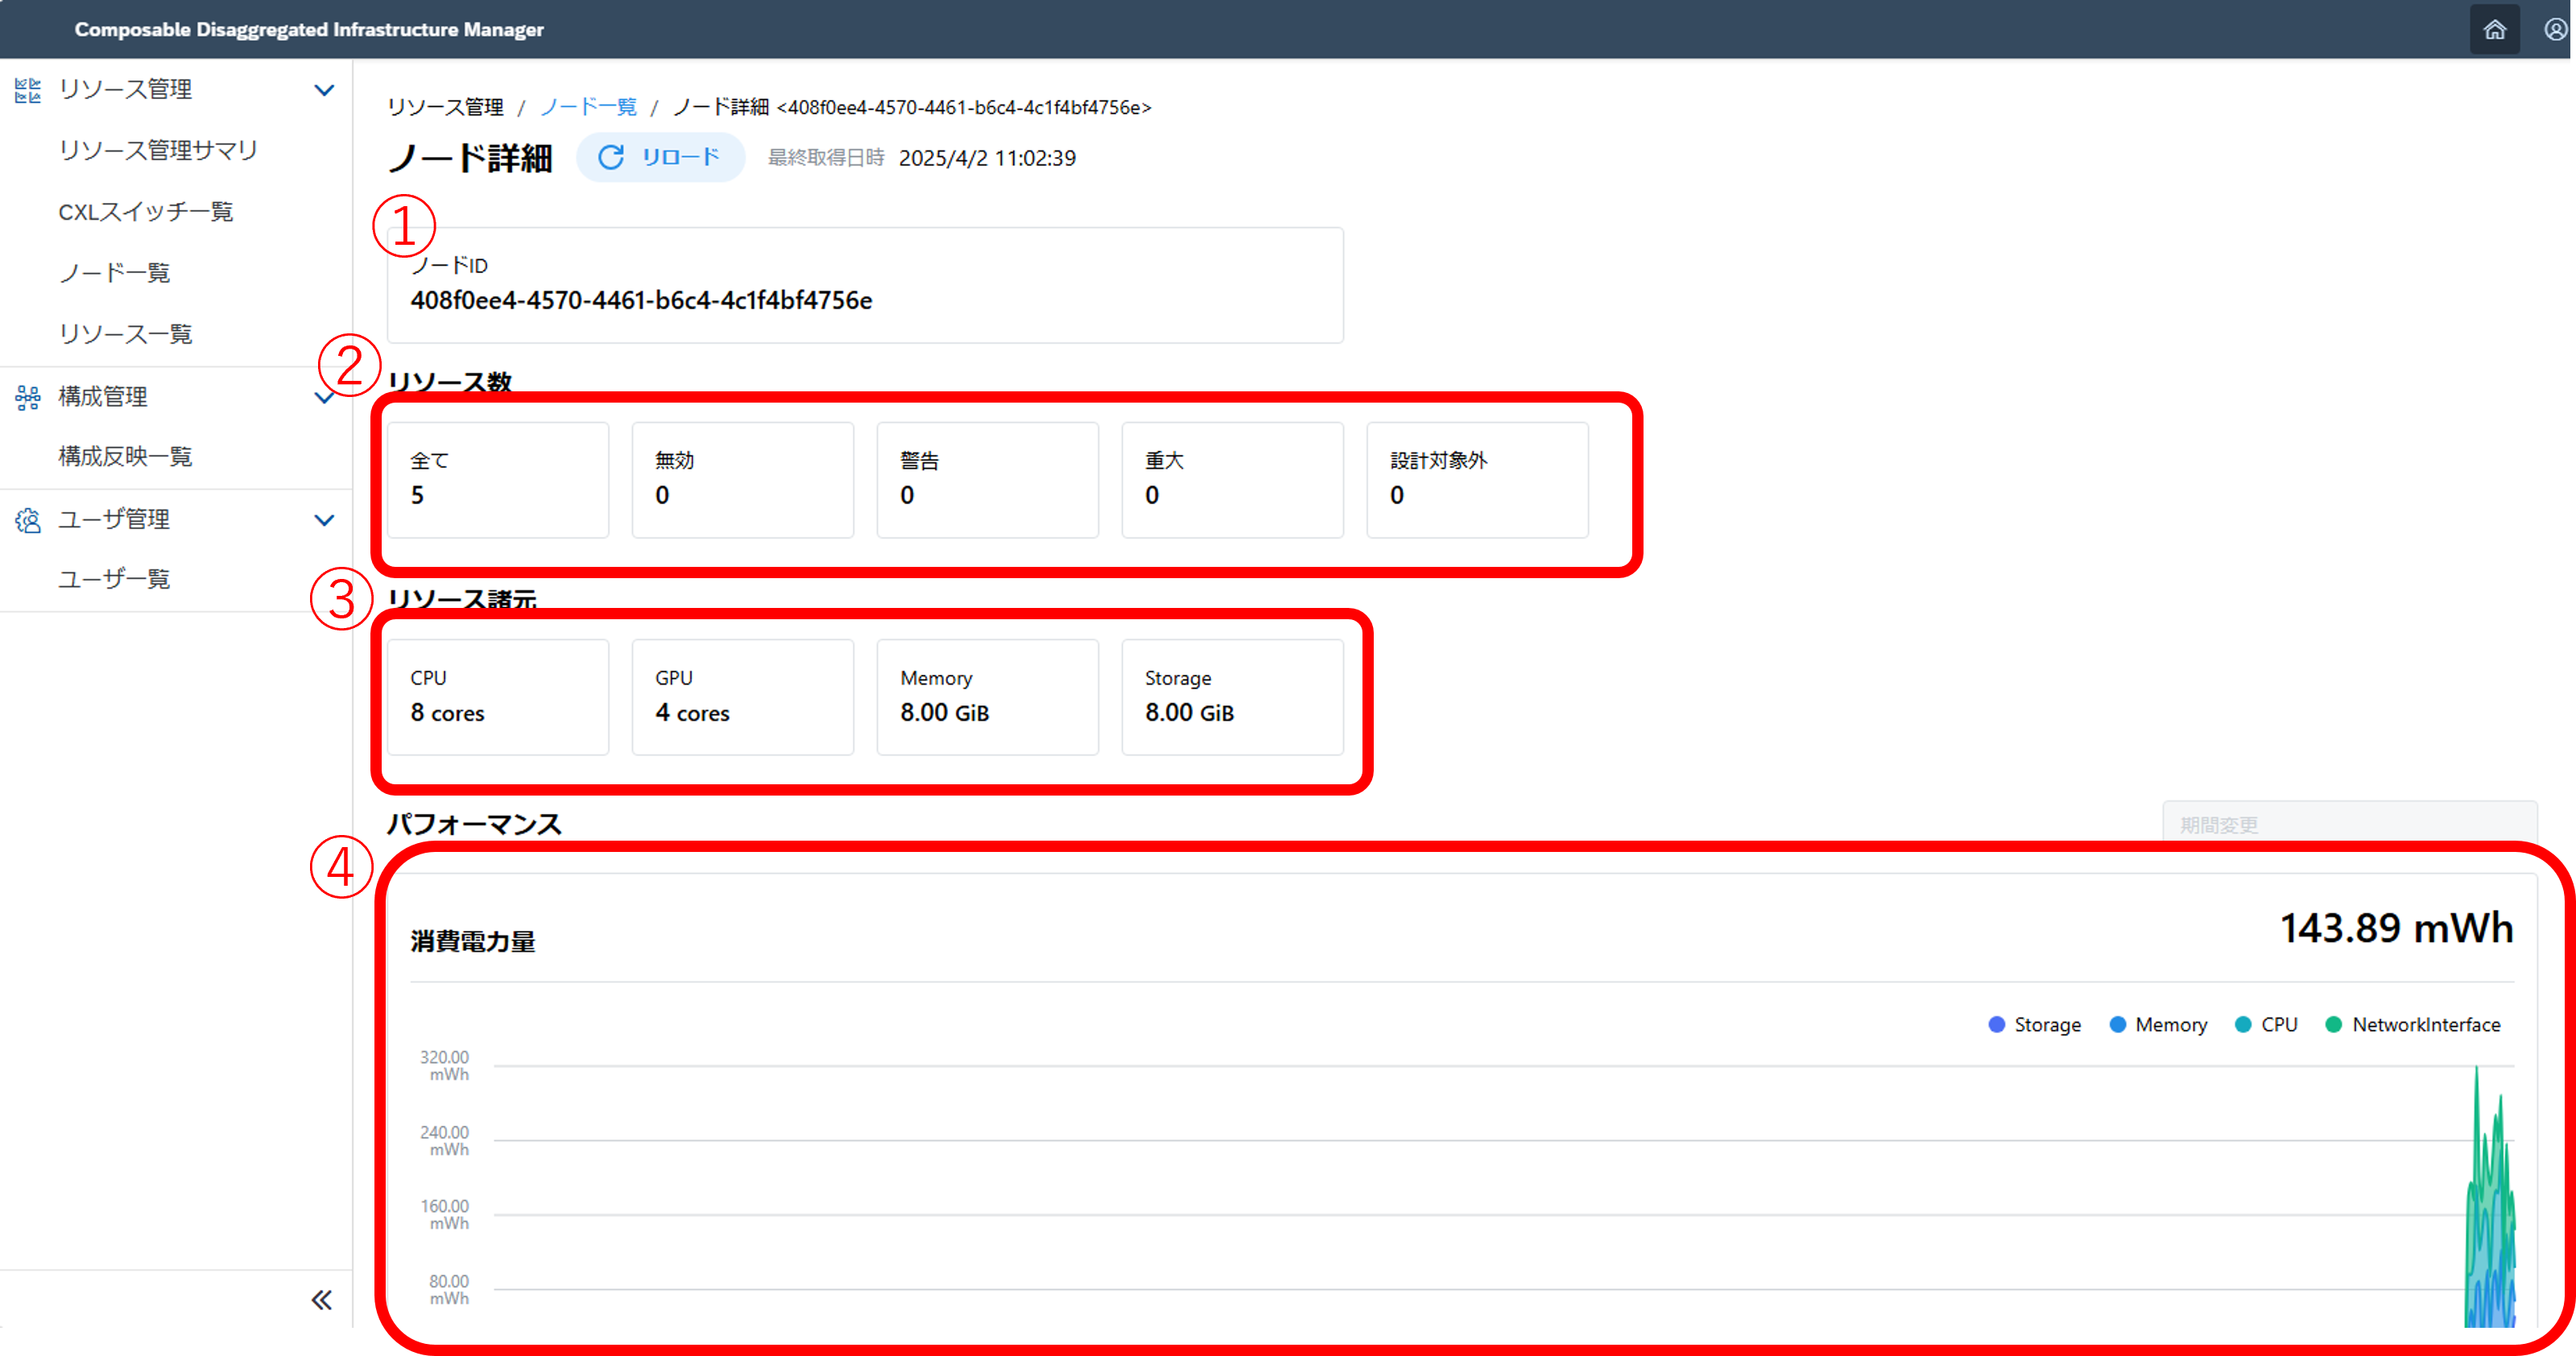 Composable Disaggregated Infrastructure Manager
リソース管理
リソース管理サマリ
CXLスイッチ一覧
ノード一覧
リソース一覧
構成管理
構成反映一覧
ユーザ管理
ユーザ一覧
リソース管理 / ノード一覧 / ノード詳細 <408f0ee4-4570-4461-b6c4-4c1f4bf4756e>
ノード詳細 リロード 最終取得日時 2025/4/2 11:02:39
①
ノードID
408f0ee4-4570-4461-b6c4-4c1f4bf4756e
②
リソース数
全て 無効 警告 重大 設計対象外
5 0 0 0 0
③
リソース諸元
CPU GPU Memory Storage
8 cores 4 cores 8.00 GiB 8.00 GiB
パフォーマンス 期間変更
④
消費電力量 143.89 mWh
Storage Memory CPU NetworkInterface
320.00
mWh
240.00
mWh
160.00
mWh
80.00
mWh